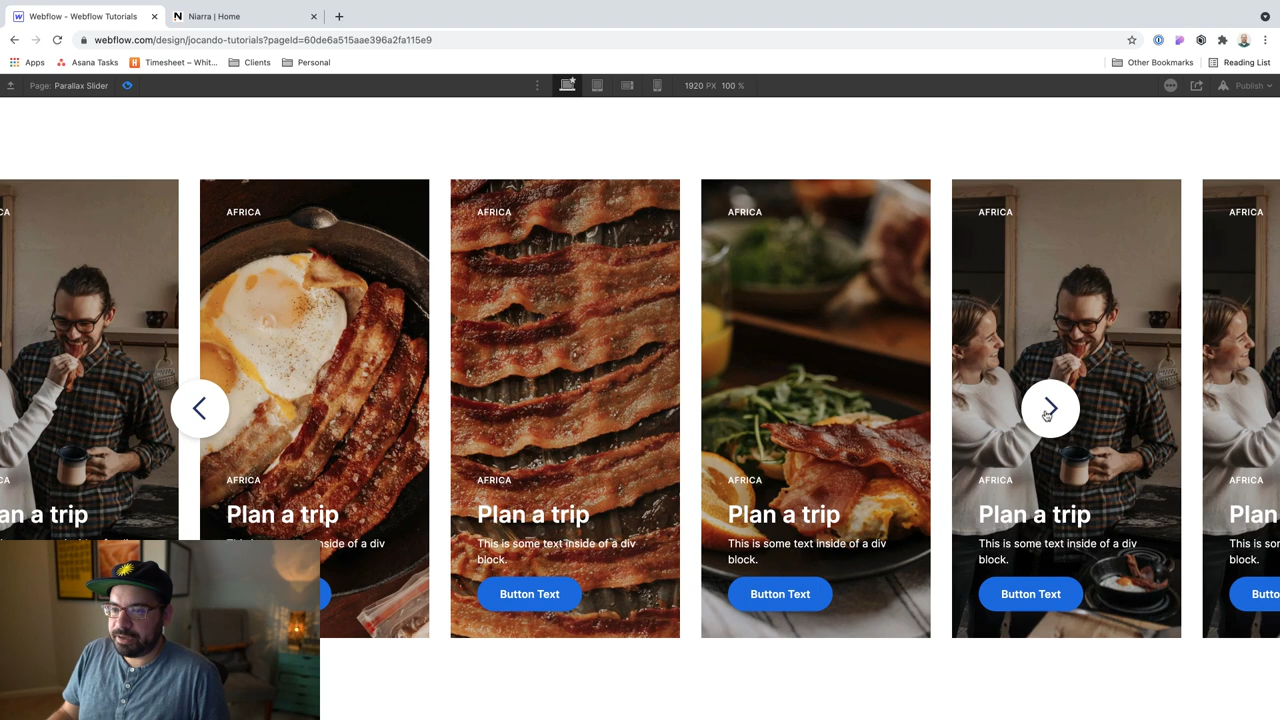 Webflow - Webflow Tutorials
Niarra | Home
webflow.com/design/jocando-tutorials?pageId=60de6a515aae396a2fa115e9
Apps
Asana Tasks
Timesheet – Whit...
Clients
Personal
Other Bookmarks
Reading List
Page: Parallax Slider
1920 PX 100 %
Publish
CA
AFRICA
AFRICA
AFRICA
AFRICA
AFRICA
AFRICA
AFRICA
AFRICA
AFRICA
AFRICA
an a trip
Plan a trip
Plan a trip
Plan a trip
Plan a trip
Plan
This is some text inside of a div
This is some text inside of a div
block.
This is some text inside of a div
block.
This is some text inside of a div
block.
This is so
block.
Button Text
Button Text
Button Text
Butto